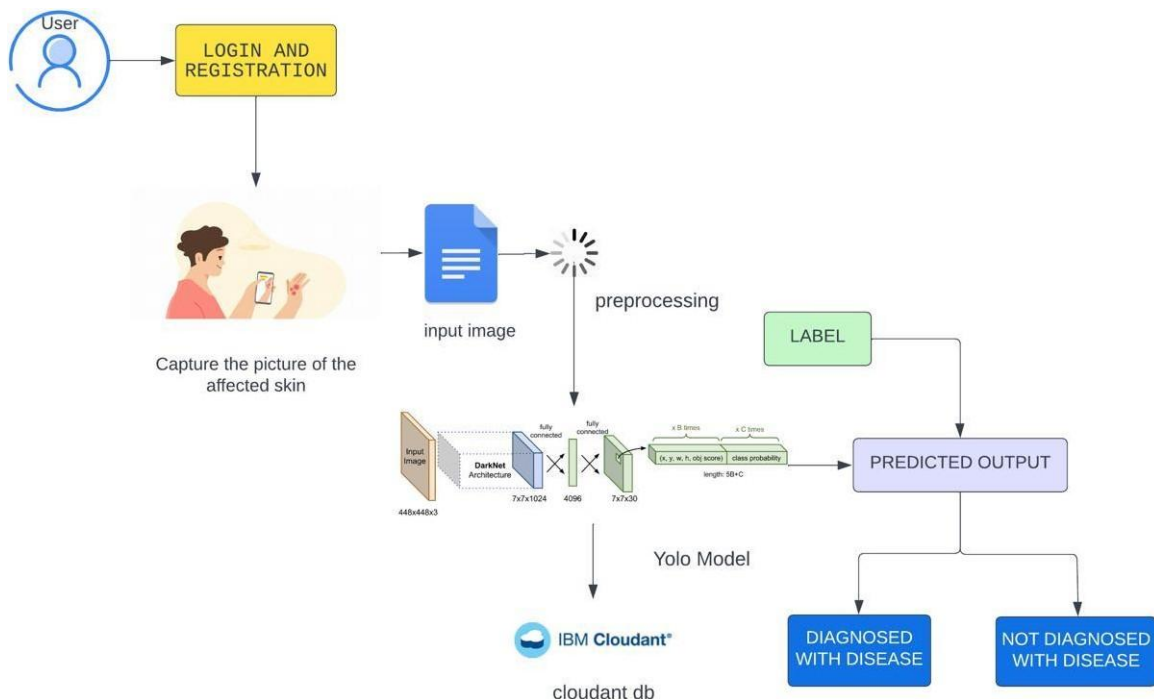 User
LOGIN AND
REGISTRATION
Capture the picture of the
affected skin
input image
preprocessing
LABEL
PREDICTED OUTPUT
DIAGNOSED
WITH DISEASE
NOT DIAGNOSED
WITH DISEASE
Input
Image
448x448x3
DarkNet
Architecture
7x7x1024
fully
connected
4096
fully
connected
7x7x30
x B times
x C times
(x, y, w, h, obj score)
class probability
length: 5B+C
Yolo Model
IBM Cloudant®
cloudant db